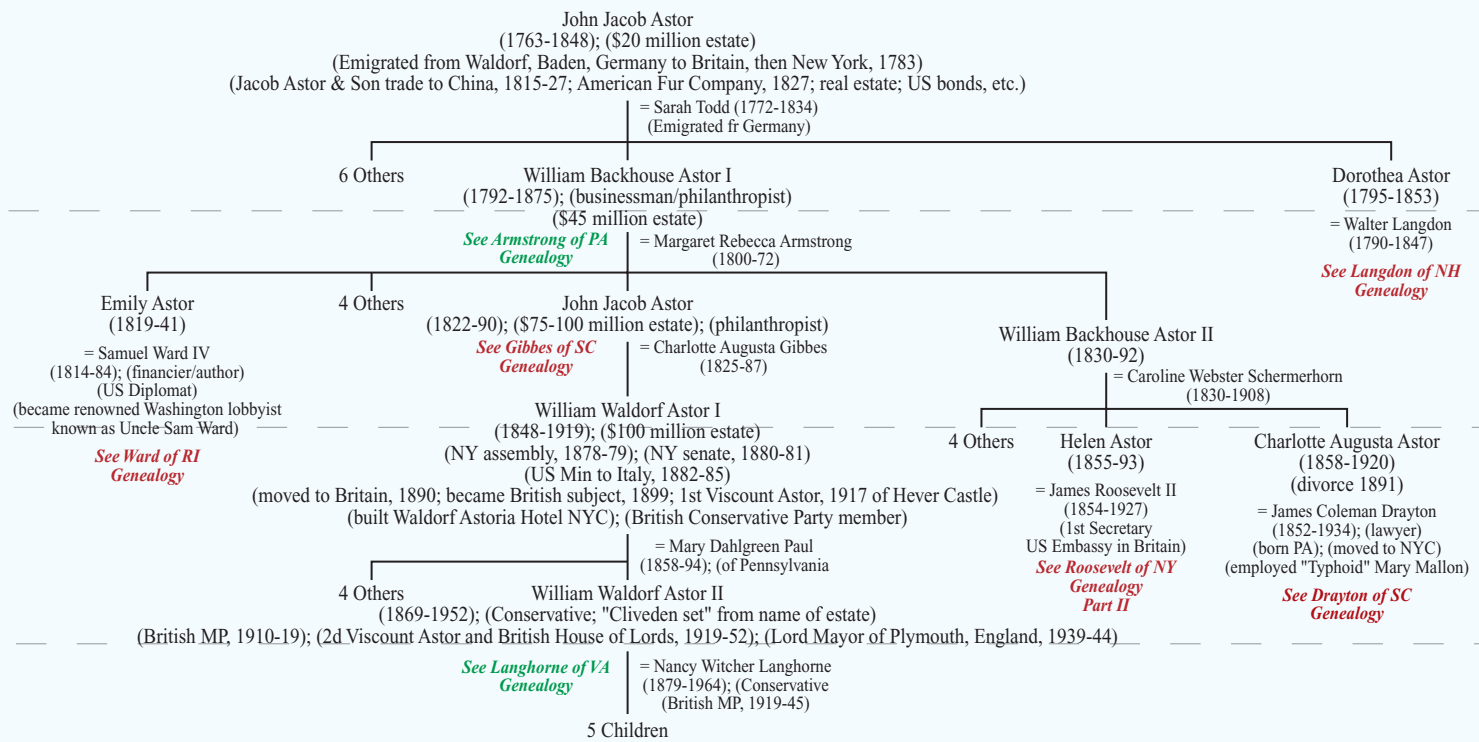 John Jacob Astor
(1763-1848); ($20 million estate)
(Emigrated from Waldorf, Baden, Germany to Britain, then New York, 1783)
(Jacob Astor & Son trade to China, 1815-27; American Fur Company, 1827; real estate; US bonds, etc.)
= Sarah Todd (1772-1834)
(Emigrated fr Germany)
6 Others
William Backhouse Astor I
(1792-1875); (businessman/philanthropist)
($45 million estate)
Dorothea Astor
(1795-1853)
= Walter Langdon
(1790-1847)
See Langdon of NH
Genealogy
See Armstrong of PA
Genealogy
= Margaret Rebecca Armstrong
(1800-72)
Emily Astor
(1819-41)
= Samuel Ward IV
(1814-84); (financier/author)
(US Diplomat)
(became renowned Washington lobbyist
known as Uncle Sam Ward)
See Ward of RI
Genealogy
4 Others
John Jacob Astor
(1822-90); ($75-100 million estate); (philanthropist)
See Gibbes of SC
Genealogy
= Charlotte Augusta Gibbes
(1825-87)
William Backhouse Astor II
(1830-92)
= Caroline Webster Schermerhorn
(1830-1908)
William Waldorf Astor I
(1848-1919); ($100 million estate)
(NY assembly, 1878-79); (NY senate, 1880-81)
(US Min to Italy, 1882-85)
(moved to Britain, 1890; became British subject, 1899; 1st Viscount Astor, 1917 of Hever Castle)
(built Waldorf Astoria Hotel NYC); (British Conservative Party member)
4 Others
Helen Astor
(1855-93)
= James Roosevelt II
(1854-1927)
(1st Secretary
US Embassy in Britain)
See Roosevelt of NY
Genealogy
Part II
Charlotte Augusta Astor
(1858-1920)
(divorce 1891)
= James Coleman Drayton
(1852-1934); (lawyer)
(born PA); (moved to NYC)
(employed "Typhoid" Mary Mallon)
See Drayton of SC
Genealogy
= Mary Dahlgreen Paul
(1858-94); (of Pennsylvania
4 Others
William Waldorf Astor II
(1869-1952); (Conservative; "Cliveden set" from name of estate)
(British MP, 1910-19); (2d Viscount Astor and British House of Lords, 1919-52); (Lord Mayor of Plymouth, England, 1939-44)
See Langhorne of VA
Genealogy
= Nancy Witcher Langhorne
(1879-1964); (Conservative
(British MP, 1919-45)
5 Children